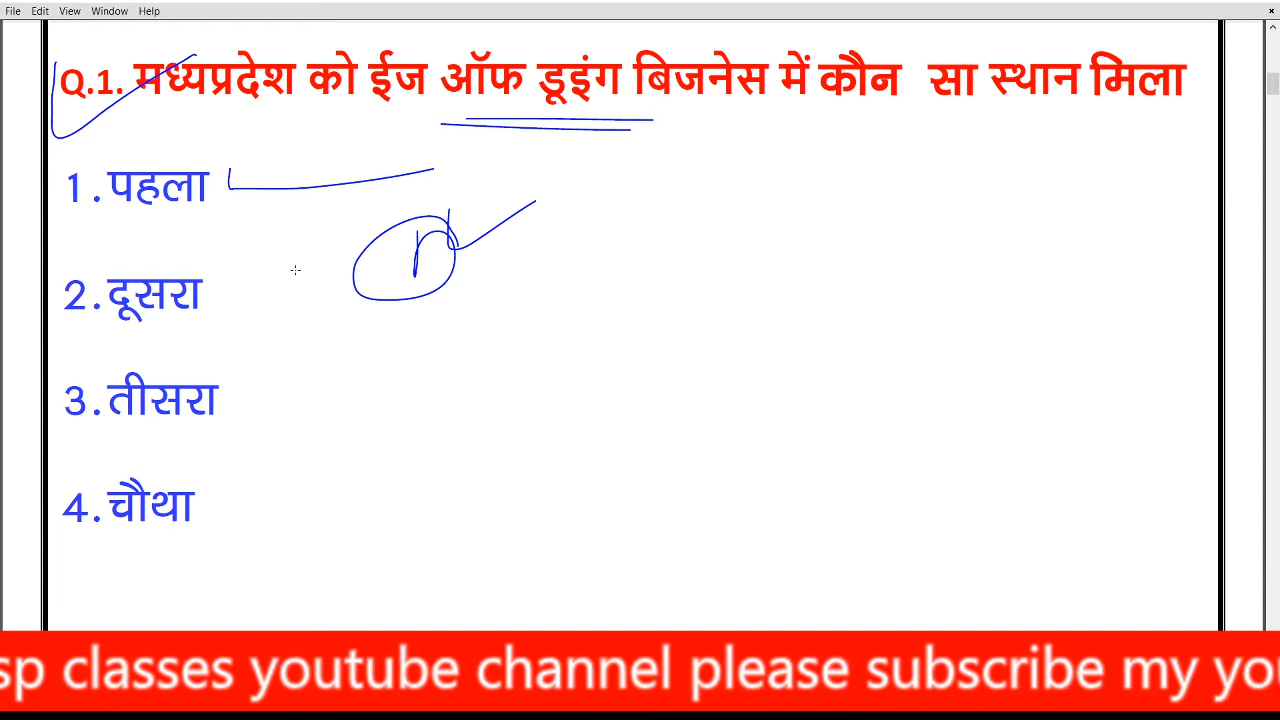 File Edit View Window Help
Q.1. मध्यप्रदेश को ईज ऑफ डूइंग बिजनेस में कौन सा स्थान मिला
1.पहला
2.दूसरा
3.तीसरा
4.चौथा
sp classes youtube channel please subscribe my yo